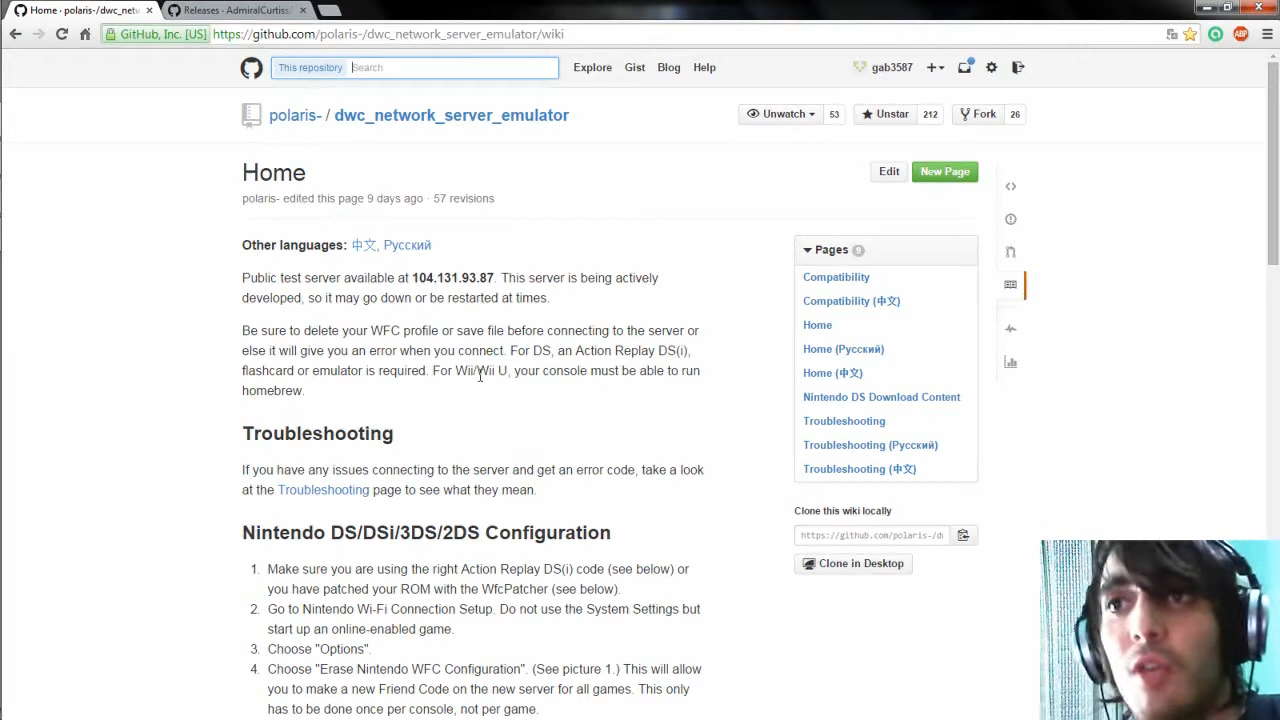 Home · polaris-/dwc_netw
Releases · AdmiralCurtiss/
GitHub, Inc. [US] https://github.com/polaris-/dwc_network_server_emulator/wiki
ABP
This repository Search Explore Gist Blog Help gab3587
polaris- / dwc_network_server_emulator Unwatch 53 Unstar 212 Fork 26
Home
Edit New Page
polaris- edited this page 9 days ago · 57 revisions
Other languages: 中文, Русский
Public test server available at 104.131.93.87. This server is being actively
developed, so it may go down or be restarted at times.
Be sure to delete your WFC profile or save file before connecting to the server or
else it will give you an error when you connect. For DS, an Action Replay DS(i),
flashcard or emulator is required. For Wii/Wii U, your console must be able to run
homebrew.
Troubleshooting
If you have any issues connecting to the server and get an error code, take a look
at the Troubleshooting page to see what they mean.
Nintendo DS/DSi/3DS/2DS Configuration
1. Make sure you are using the right Action Replay DS(i) code (see below) or
you have patched your ROM with the WfcPatcher (see below).
2. Go to Nintendo Wi-Fi Connection Setup. Do not use the System Settings but
start up an online-enabled game.
3. Choose "Options".
4. Choose "Erase Nintendo WFC Configuration". (See picture 1.) This will allow
you to make a new Friend Code on the new server for all games. This only
has to be done once per console, not per game.
Pages 9
Compatibility
Compatibility (中文)
Home
Home (Русский)
Home (中文)
Nintendo DS Download Content
Troubleshooting
Troubleshooting (Русский)
Troubleshooting (中文)
Clone this wiki locally
https://github.com/polaris-/d
Clone in Desktop